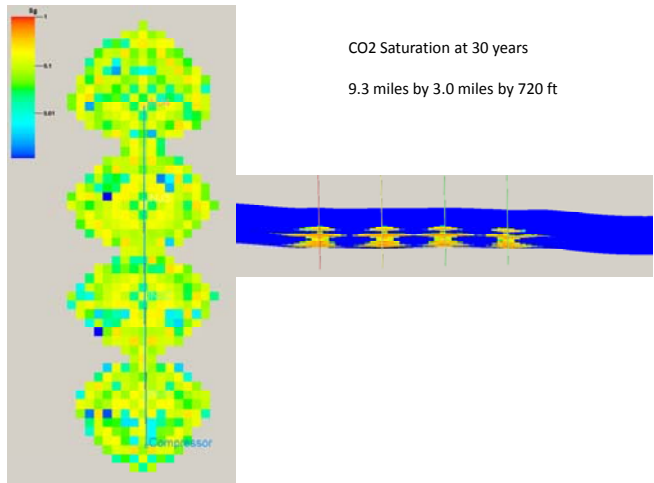 Sg
1
0.1
0.01
CO2 Saturation at 30 years
9.3 miles by 3.0 miles by 720 ft
Compressor